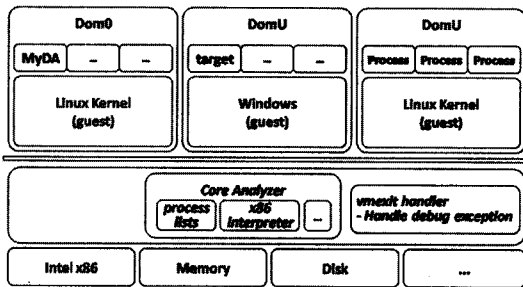 Dom0 DomU DomU
MyDA ... ... target ... ... Process Process Process
Linux Kernel Windows Linux Kernel
(guest) (guest) (guest)
Core Analyzer
process x86 vmexit handler
lists interpreter ... - Handle debug exception
Intel x86 Memory Disk ...